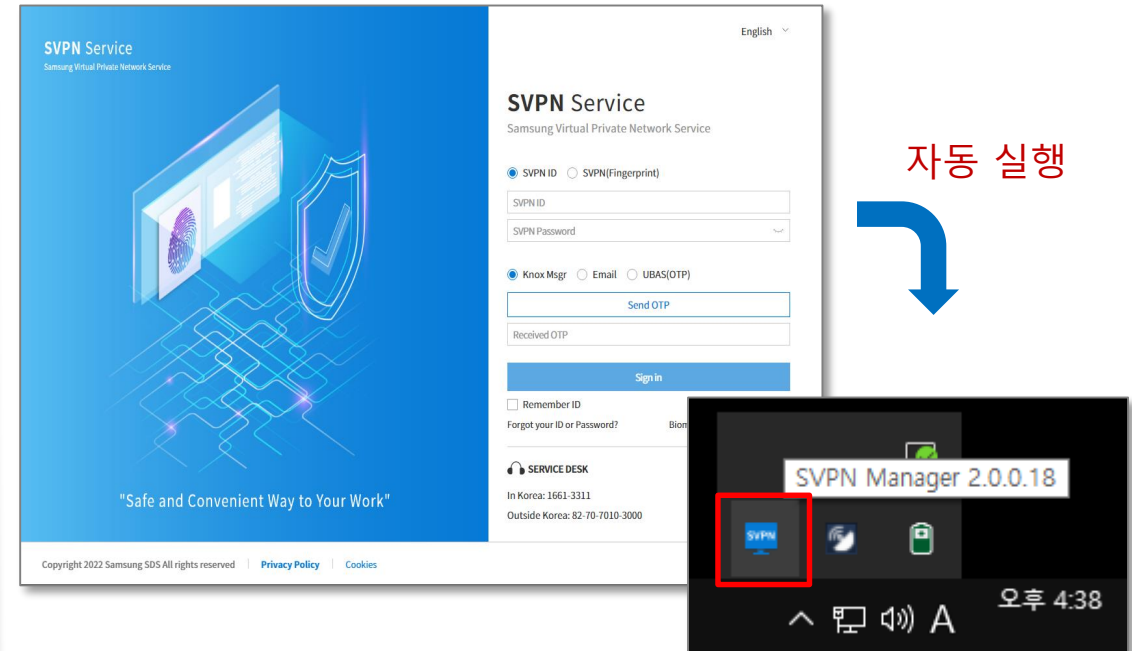 SVPN Service
Samsung Virtual Private Network Service
"Safe and Convenient Way to Your Work"
English
SVPN Service
Samsung Virtual Private Network Service
SVPN ID SVPN(Fingerprint)
SVPN ID
SVPN Password
Knox Msgr Email UBAS(OTP)
Send OTP
Received OTP
Sign in
Remember ID
Forgot your ID or Password? Biom
SERVICE DESK
In Korea: 1661-3311
Outside Korea: 82-70-7010-3000
Copyright 2022 Samsung SDS All rights reserved Privacy Policy Cookies
자동 실행
SVPN Manager 2.0.0.18
SVPN
A 오후 4:38